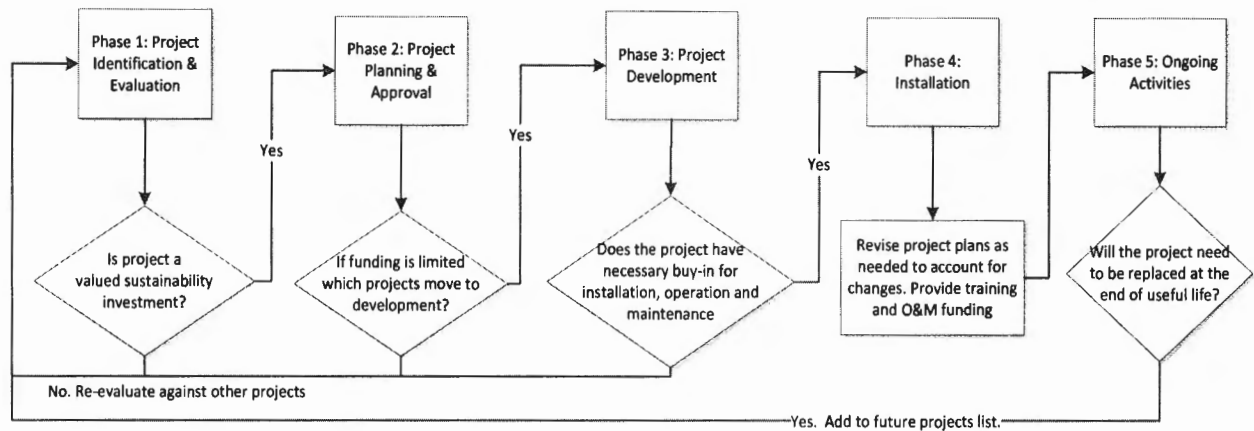 Phase 1: Project
Identification &
Evaluation
Phase 2: Project
Planning &
Approval
Phase 3: Project
Development
Phase 4:
Installation
Phase 5: Ongoing
Activities
Yes
Yes
Yes
Is project a
valued sustainability
investment?
If funding is limited
which projects move to
development?
Does the project have
necessary buy-in for
installation, operation and
maintenance
Revise project plans as
needed to account for
changes. Provide training
and O&M funding
Will the project need
to be replaced at the
end of useful life?
No. Re-evaluate against other projects
Yes. Add to future projects list.